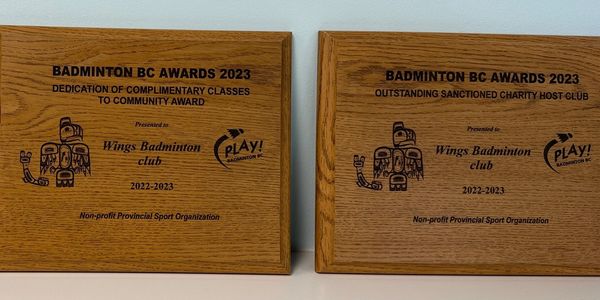 BADMINTON BC AWARDS 2023
DEDICATION OF COMPLIMENTARY CLASSES
TO COMMUNITY AWARD
Presented to
Wings Badminton
club
PLAY!
BADMINTON BC
2022-2023
Non-profit Provincial Sport Organization
BADMINTON BC AWARDS 2023
OUTSTANDING SANCTIONED CHARITY HOST CLUB
Presented to
Wings Badminton
club
PLAY!
BADMINTON BC
2022-2023
Non-profit Provincial Sport Organization